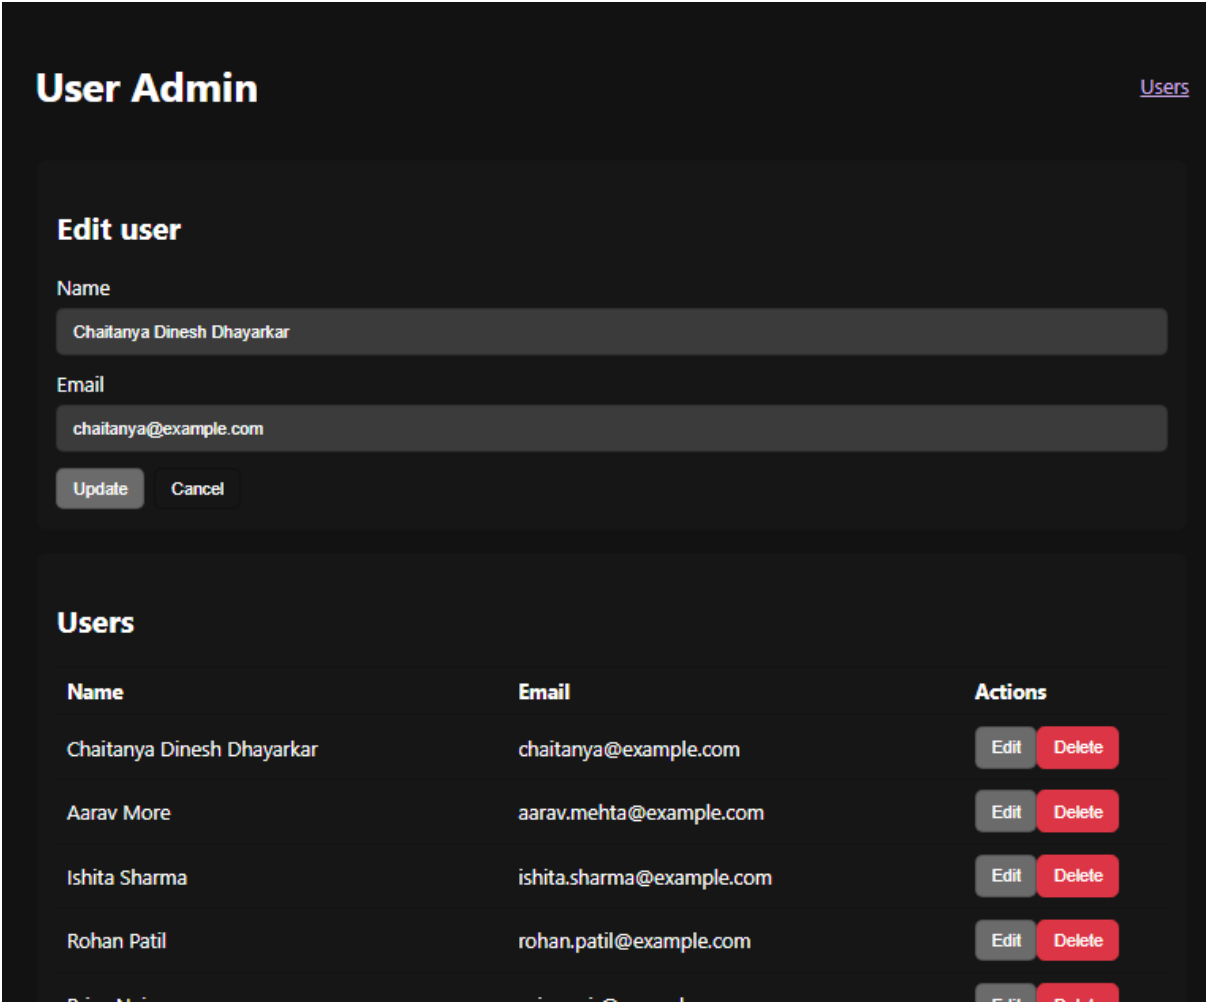 User Admin
Users
Edit user
Name
Chaitanya Dinesh Dhayarkar
Email
chaitanya@example.com
Update Cancel
Users
Name Email Actions
Chaitanya Dinesh Dhayarkar chaitanya@example.com Edit Delete
Aarav More aarav.mehta@example.com Edit Delete
Ishita Sharma ishita.sharma@example.com Edit Delete
Rohan Patil rohan.patil@example.com Edit Delete